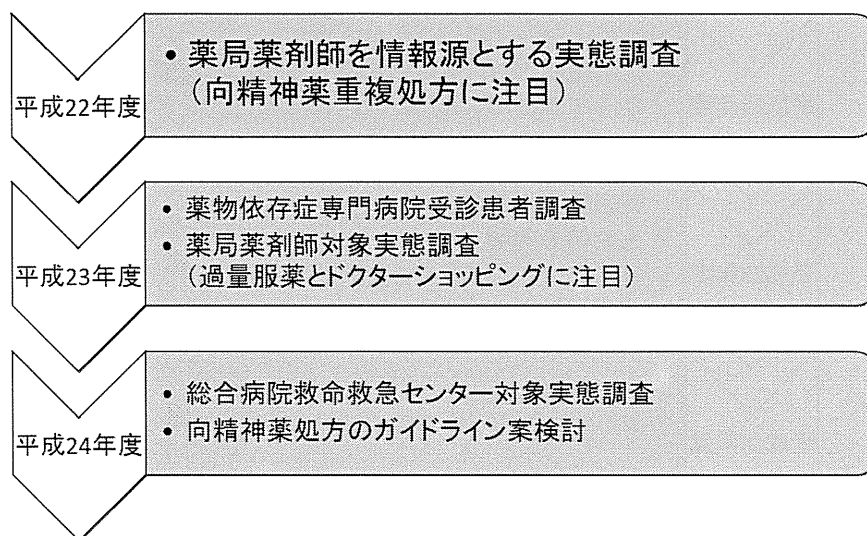 平成22年度
• 薬局薬剤師を情報源とする実態調査
（向精神薬重複処方に注目）
平成23年度
• 薬物依存症専門病院受診患者調査
• 薬局薬剤師対象実態調査
（過量服薬とドクターショッピングに注目）
平成24年度
• 総合病院救命救急センター対象実態調査
• 向精神薬処方のガイドライン案検討